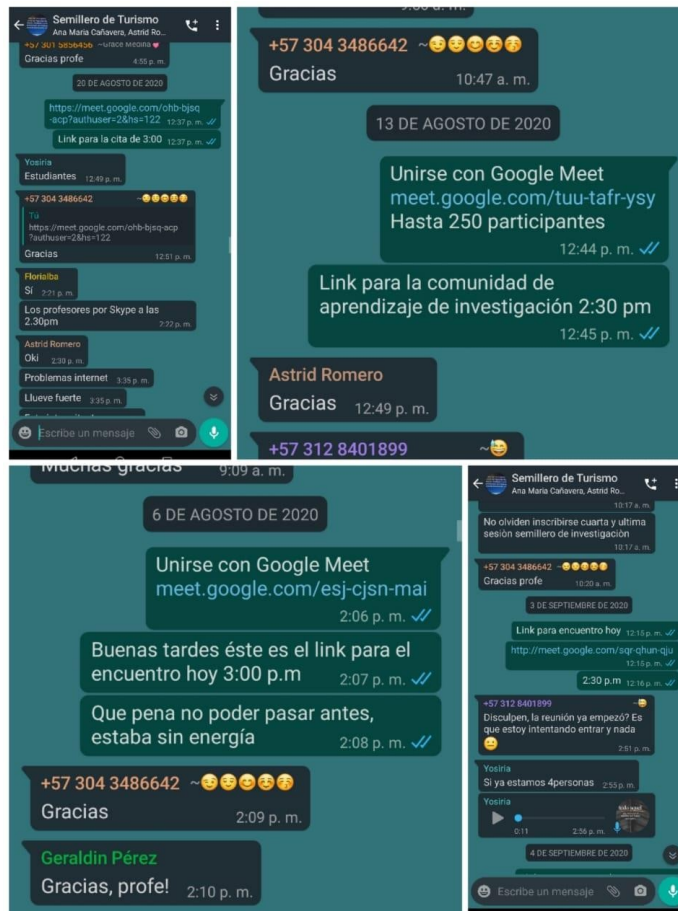 Semillero de Turismo
Ana Maria Cañavera, Astrid Ro...
+57 301 5856456 ~Grace Medina
Gracias profe 4:55 p. m.
20 DE AGOSTO DE 2020
https://meet.google.com/ohb-bjsq
-acp?authuser=2&hs=122 12:37 p. m.
Link para la cita de 3:00 12:37 p. m.
Yosiria
Estudiantes 12:49 p. m.
+57 304 3486642 ~😏😉😊😄😚
Tú
https://meet.google.com/ohb-bjsq-acp
?authuser=2&hs=122
Gracias 12:51 p. m.
Florialba
Sí 2:21 p. m.
Los profesores por Skype a las
2.30pm 2:22 p. m.
Astrid Romero
Oki 2:30 p. m.
Problemas internet 3:35 p. m.
Llueve fuerte 3:35 p. m.
Escribe un mensaje
+57 304 3486642 ~😏😉😊😄😚
Gracias 10:47 a. m.
13 DE AGOSTO DE 2020
Unirse con Google Meet
meet.google.com/tuu-tafr-ysy
Hasta 250 participantes
12:44 p. m.
Link para la comunidad de
aprendizaje de investigación 2:30 pm
12:45 p. m.
Astrid Romero
Gracias 12:49 p. m.
+57 312 8401899 ~😅
Muchas gracias 9:09 a. m.
6 DE AGOSTO DE 2020
Unirse con Google Meet
meet.google.com/esj-cjsn-mai
2:06 p. m.
Buenas tardes éste es el link para el
encuentro hoy 3:00 p.m 2:07 p. m.
Que pena no poder pasar antes,
estaba sin energía 2:08 p. m.
+57 304 3486642 ~😏😉😊😄😚
Gracias 2:09 p. m.
Geraldin Pérez
Gracias, profe! 2:10 p. m.
Semillero de Turismo
Ana Maria Cañavera, Astrid Ro...
10:17 a. m.
No olviden inscribirse cuarta y ultima
sesiòn semillero de investigaciòn
10:17 a. m.
+57 304 3486642 ~😏😉😊😄😚
Gracias profe 10:20 a. m.
3 DE SEPTIEMBRE DE 2020
Link para encuentro hoy 12:15 p. m.
http://meet.google.com/sqr-qhun-qju
12:15 p. m.
2:30 p.m 12:16 p. m.
+57 312 8401899 ~😅
Disculpen, la reunión ya empezó? Es
que estoy intentando entrar y nada
😐 2:51 p. m.
Yosiria
Si ya estamos 4personas 2:55 p. m.
Yosiria
0:11 2:56 p. m.
4 DE SEPTIEMBRE DE 2020
Escribe un mensaje